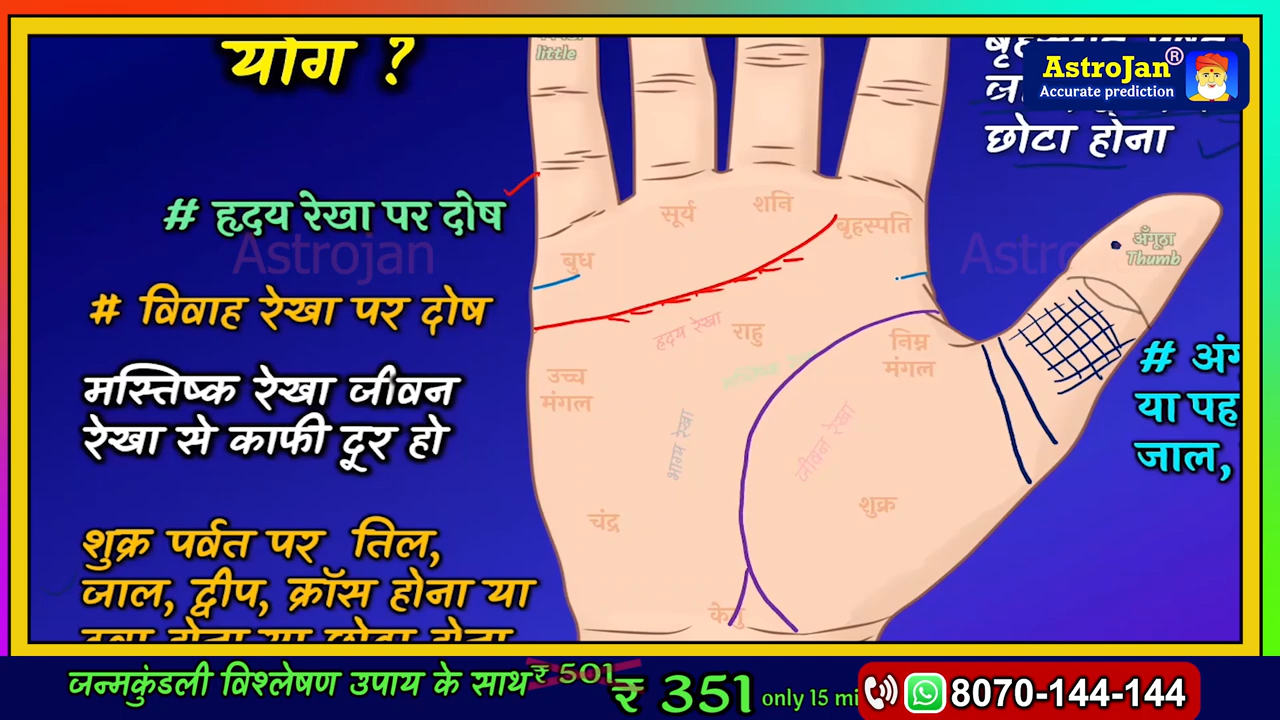 योग ?
little
छोटा होना
AstroJan®
Accurate prediction
# हृदय रेखा पर दोष
Astrojan
# विवाह रेखा पर दोष
मस्तिष्क रेखा जीवन
रेखा से काफी दूर हो
शुक्र पर्वत पर तिल,
जाल, द्वीप, क्रॉस होना या
सूर्य
शनि
बृहस्पति
बुध
हृदय रेखा
राहु
निम्न
मंगल
उच्च
मंगल
भाग्य रेखा
जीवन रेखा
चंद्र
शुक्र
केतु
अँगूठा
Thumb
Astrojan
# अं
या पह
जाल,
जन्मकुंडली विश्लेषण उपाय के साथ ₹ 501 ₹ 351 only 15 mi
8070-144-144